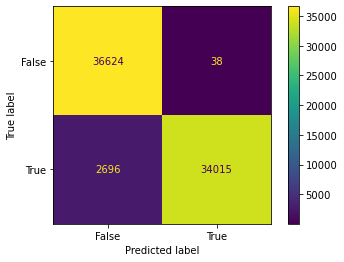 35000
30000
25000
20000
15000
10000
5000
True label
False
True
36624
38
2696
34015
False
True
Predicted label